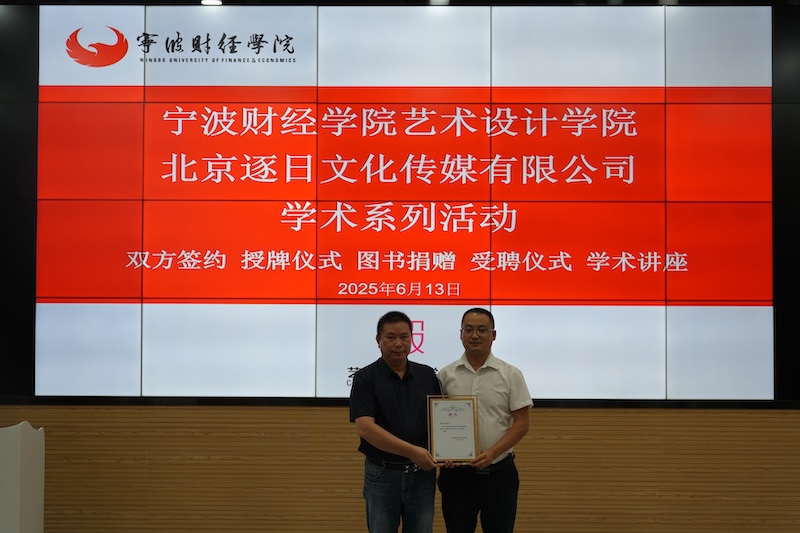 寧波财经学院
NINGBO UNIVERSITY OF FINANCE & ECONOMICS
宁波财经学院艺术设计学院
北京逐日文化传媒有限公司
学术系列活动
双方签约 授牌仪式 图书捐赠 受聘仪式 学术讲座
2025年6月13日